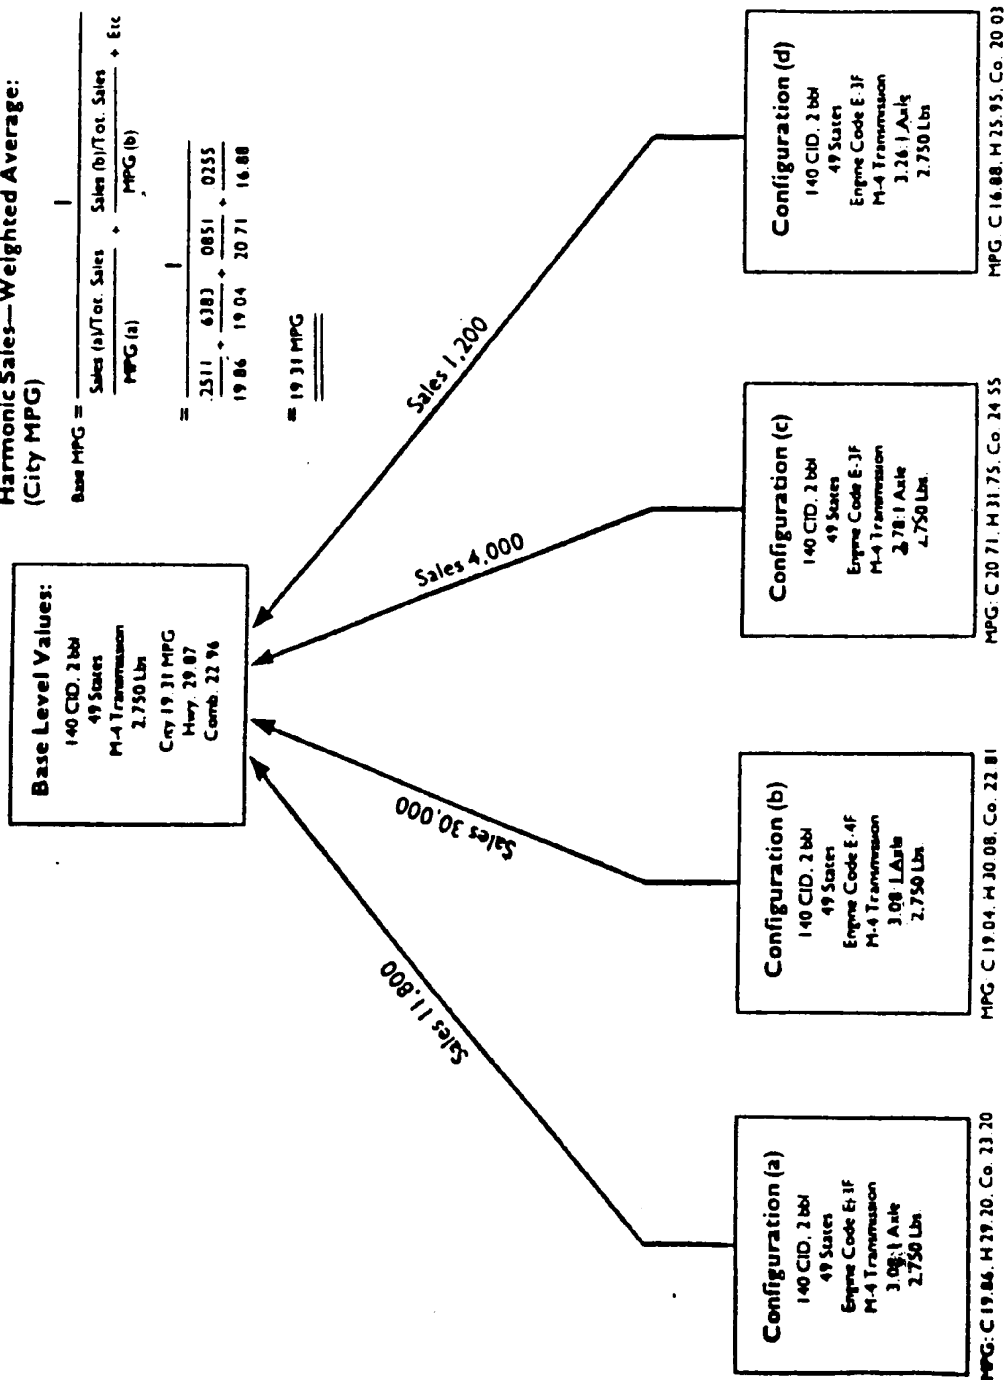 Harmonic Sales—Weighted Average:
(City MPG)
Base MPG = 1
Sales (a)/Tot. Sales + Sales (b)/Tot. Sales + Etc
MPG (a) MPG (b)
= 1
.2511 + 6383 + 0851 + 0255
19 86 19 04 20 71 16.88
= 19 31 MPG
Base Level Values:
140 CID, 2 bbl
49 States
M-4 Transmission
2.750 Lbs
City 19 31 MPG
Hwy. 29.87
Comb. 22 96
Sales 11,800
Sales 30,000
Sales 4,000
Sales 1,200
Configuration (a)
140 CID, 2 bbl
49 States
Engine Code E-3F
M-4 Transmission
3.08:1 Axle
2.750 Lbs
MPG: C 19.86. H 29.20. Co. 23 20
Configuration (b)
140 CID, 2 bbl
49 States
Engine Code E-4F
M-4 Transmission
3.08 1 Axle
2.750 Lbs
MPG C 19.04. H 30 08. Co. 22 81
Configuration (c)
140 CID, 2 bbl
49 States
Engine Code E-3F
M-4 Transmission
2.78:1 Axle
2.750 Lbs.
MPG: C 20 71. H 31.75. Co. 24 55
Configuration (d)
140 CID, 2 bbl
49 States
Engine Code E-3F
M-4 Transmission
3.26:1 Axle
2.750 Lbs
MPG. C 16.88. H 25.95. Co. 20 03